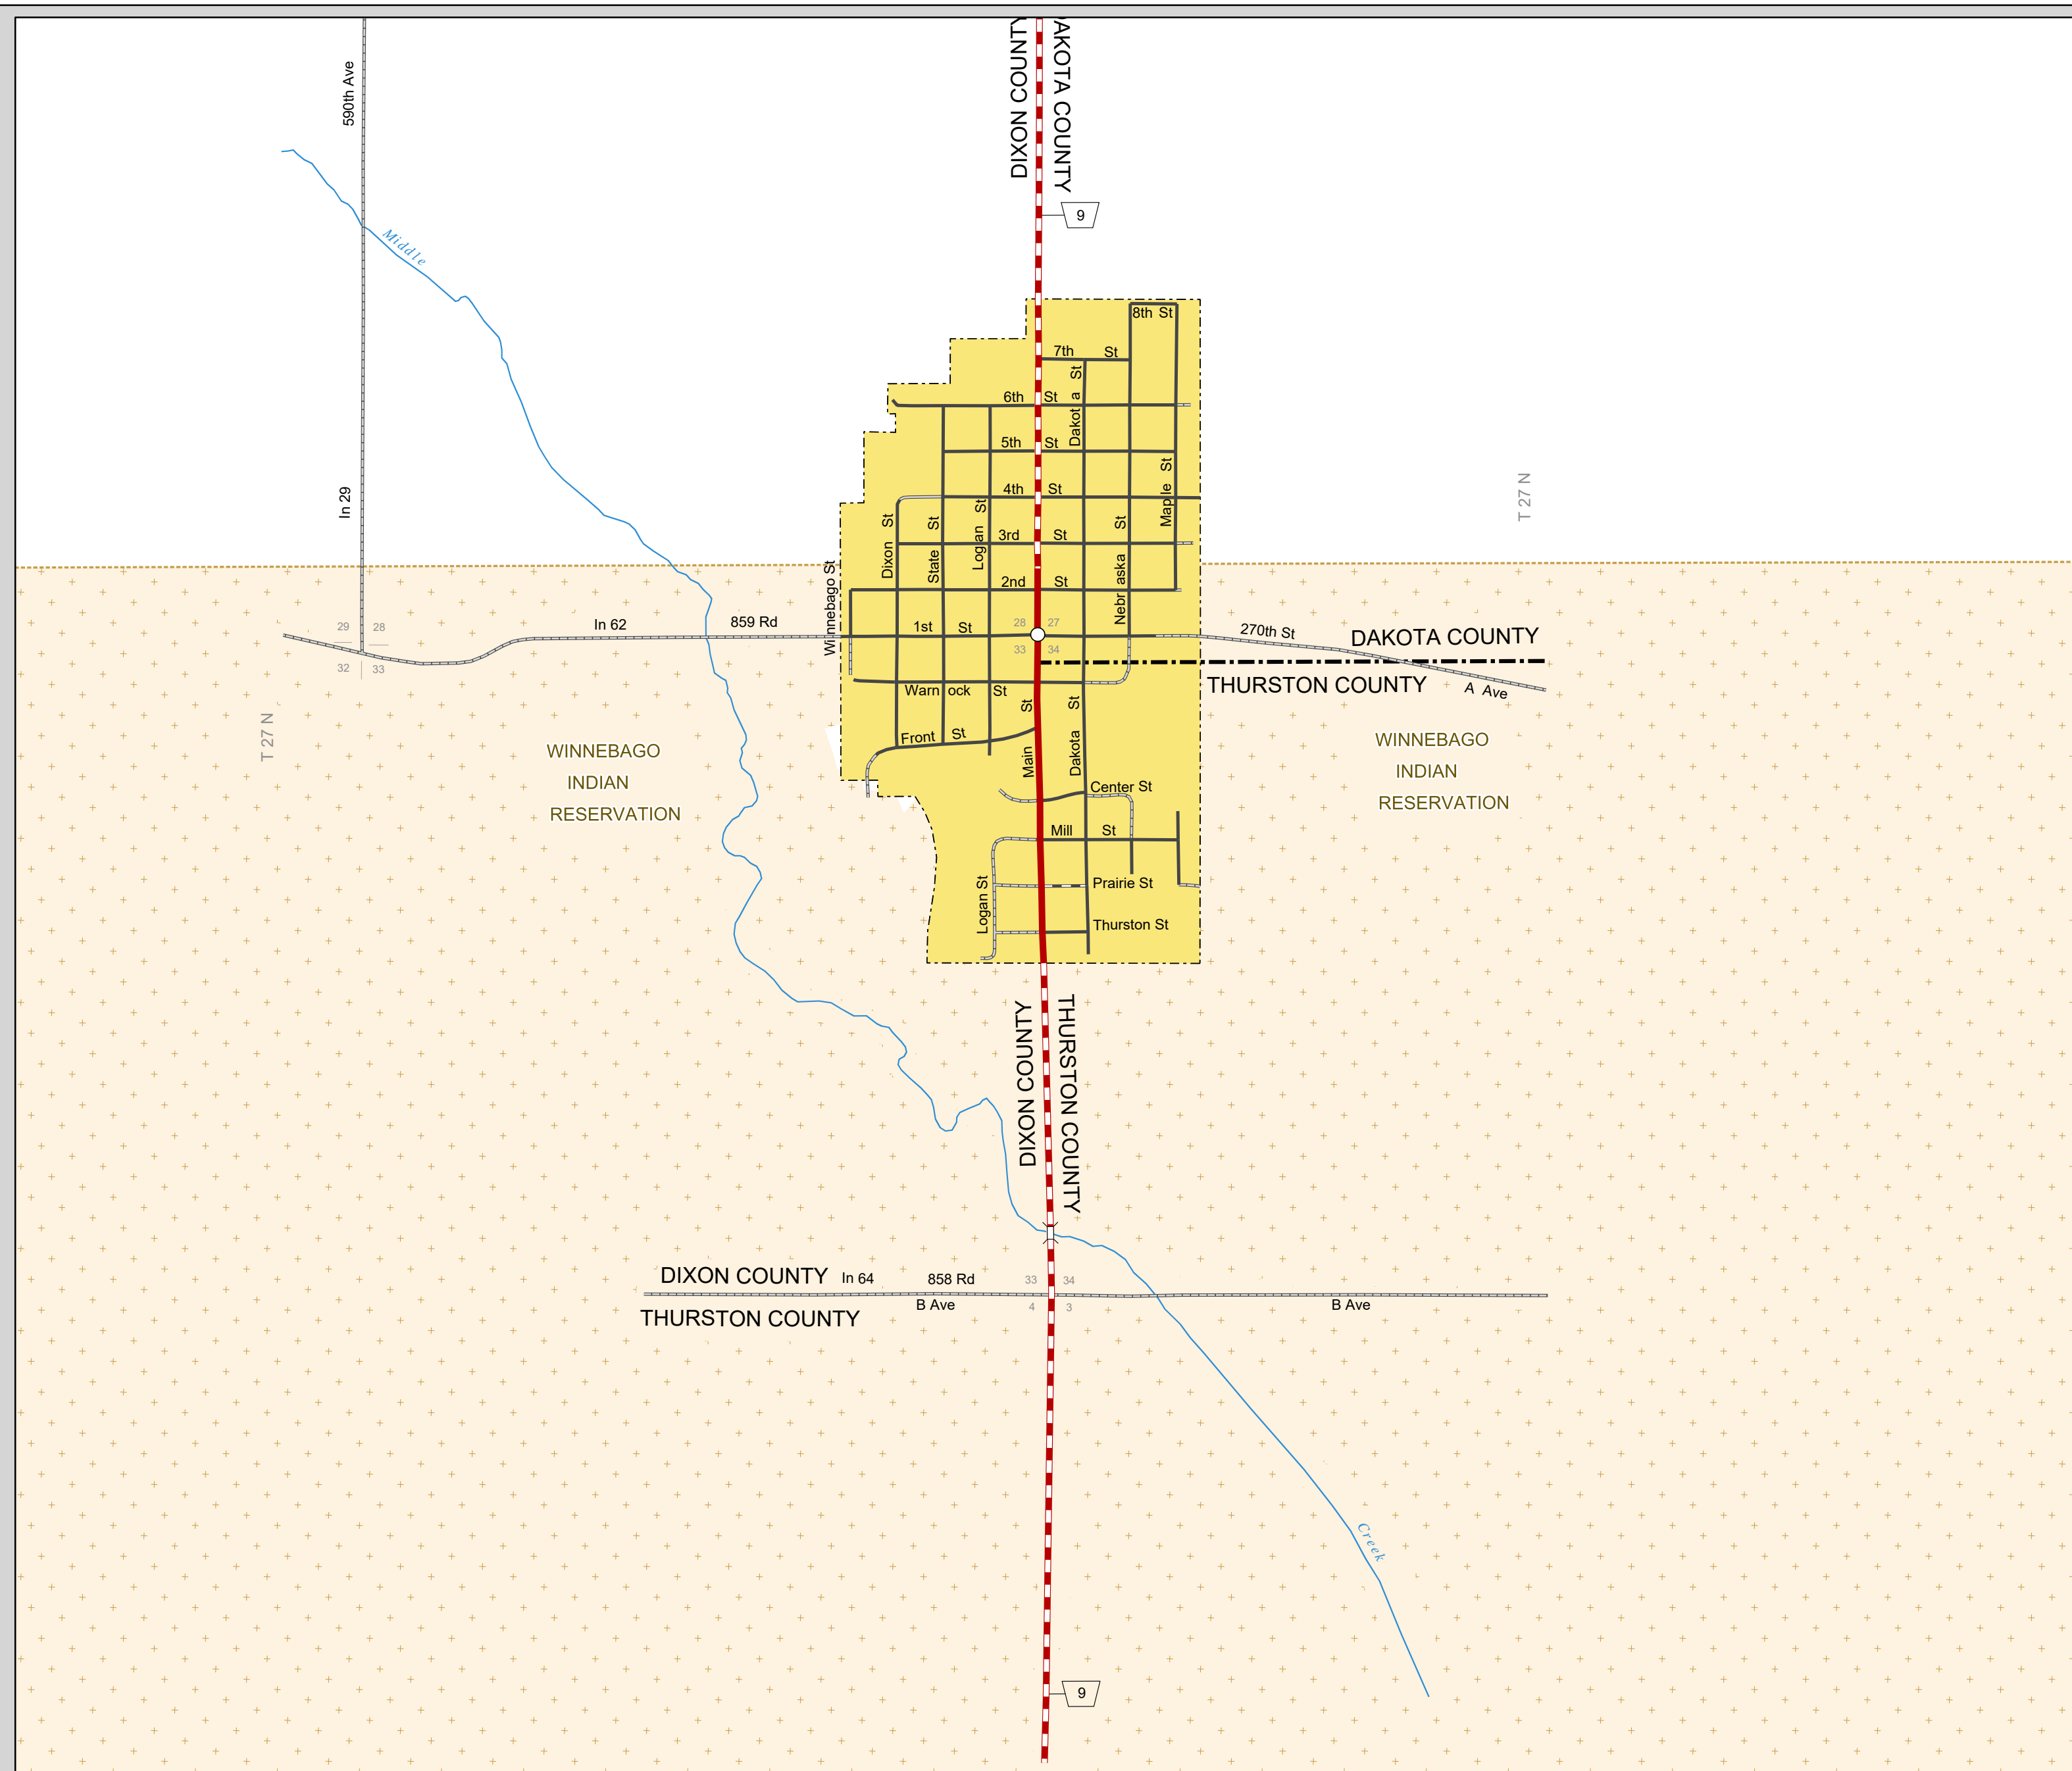 590th Ave
DIXON COUNTY
DAKOTA COUNTY
9
Middle
8th St
7th St
6th St
Dakota St
5th St
In 29
4th St
Maple St
T 27 N
Dixon St
State St
Logan St
3rd St
Nebraska St
Winnebago St
2nd St
29 28
32 33
In 62
859 Rd
1st St
28 27
33 34
270th St
DAKOTA COUNTY
THURSTON COUNTY
A Ave
Warnock St
T 27 N
WINNEBAGO
INDIAN
RESERVATION
Front St
Main St
Dakota St
WINNEBAGO
INDIAN
RESERVATION
Center St
Mill St
Logan St
Prairie St
Thurston St
DIXON COUNTY
THURSTON COUNTY
DIXON COUNTY
In 64
858 Rd
33 34
4 3
THURSTON COUNTY
B Ave
B Ave
Creek
9